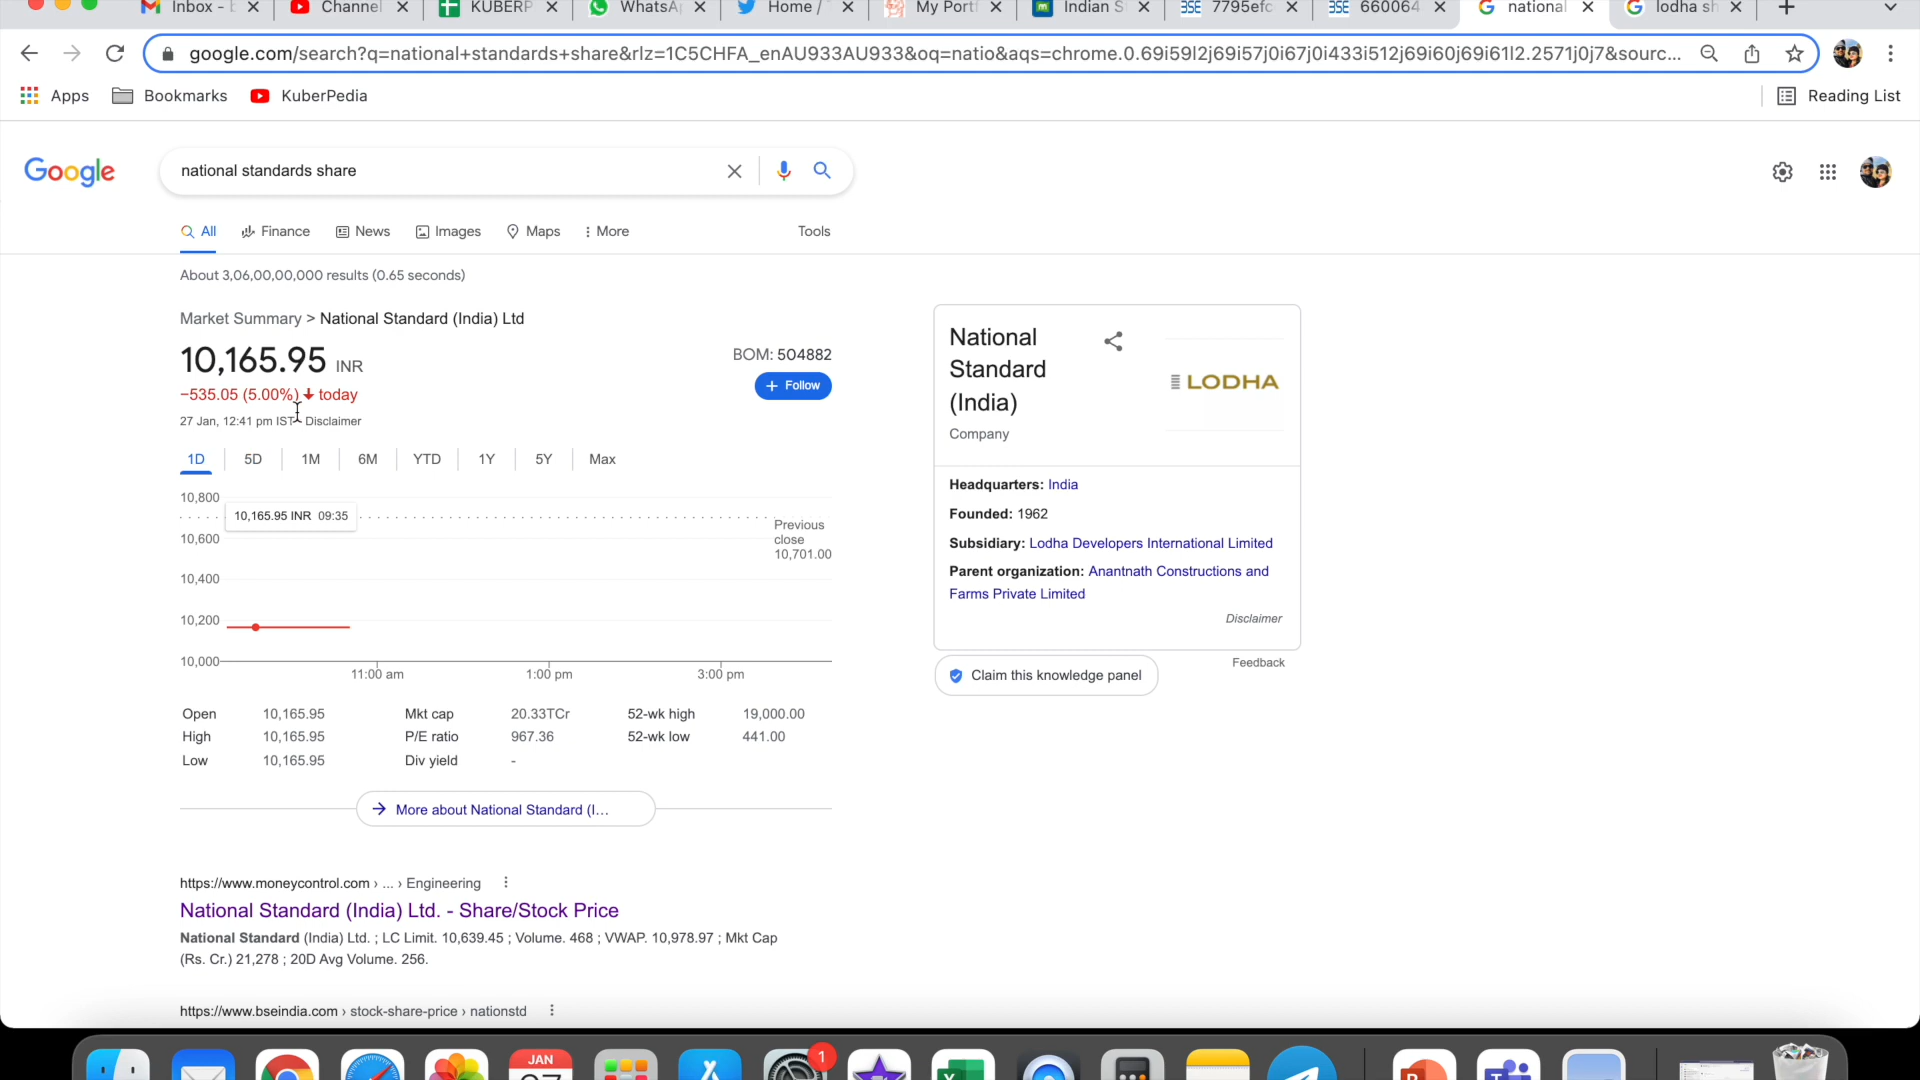 Inbox - Channel KUBERP WhatsA Home / My Portf Indian S 7795efc 660064 national lodha sh
google.com/search?q=national+standards+share&rlz=1C5CHFA_enAU933AU933&oq=natio&aqs=chrome.0.69i59l2j69i57j0i67j0i433i512j69i60j69i61l2.2571j0j7&sourc...
Apps Bookmarks KuberPedia Reading List
Google national standards share
All Finance News Images Maps More Tools
About 3,06,00,00,000 results (0.65 seconds)
Market Summary > National Standard (India) Ltd
10,165.95 INR
−535.05 (5.00%) today
27 Jan, 12:41 pm IST Disclaimer
BOM: 504882
+ Follow
1D 5D 1M 6M YTD 1Y 5Y Max
10,800
10,165.95 INR 09:35
10,600
10,400
10,200
10,000
Previous
close
10,701.00
11:00 am 1:00 pm 3:00 pm
Open 10,165.95 Mkt cap 20.33TCr 52-wk high 19,000.00
High 10,165.95 P/E ratio 967.36 52-wk low 441.00
Low 10,165.95 Div yield -
More about National Standard (I...
https://www.moneycontrol.com › ... › Engineering
National Standard (India) Ltd. - Share/Stock Price
National Standard (India) Ltd. ; LC Limit. 10,639.45 ; Volume. 468 ; VWAP. 10,978.97 ; Mkt Cap
(Rs. Cr.) 21,278 ; 20D Avg Volume. 256.
https://www.bseindia.com › stock-share-price › nationstd
National
Standard
(India)
Company
LODHA
Headquarters: India
Founded: 1962
Subsidiary: Lodha Developers International Limited
Parent organization: Anantnath Constructions and
Farms Private Limited
Disclaimer
Feedback
Claim this knowledge panel
JAN
1